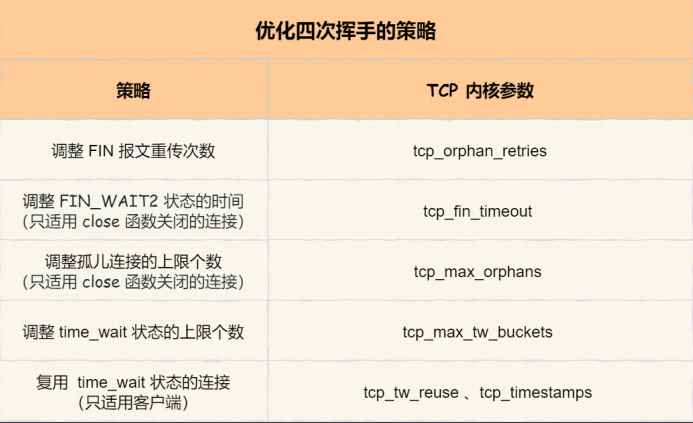 优化四次挥手的策略
策略
TCP 内核参数
调整 FIN 报文重传次数
tcp_orphan_retries
调整 FIN_WAIT2 状态的时间
（只适用 close 函数关闭的连接）
tcp_fin_timeout
调整孤儿连接的上限个数
（只适用 close 函数关闭的连接）
tcp_max_orphans
调整 time_wait 状态的上限个数
tcp_max_tw_buckets
复用 time_wait 状态的连接
（只适用客户端）
tcp_tw_reuse 、tcp_timestamps